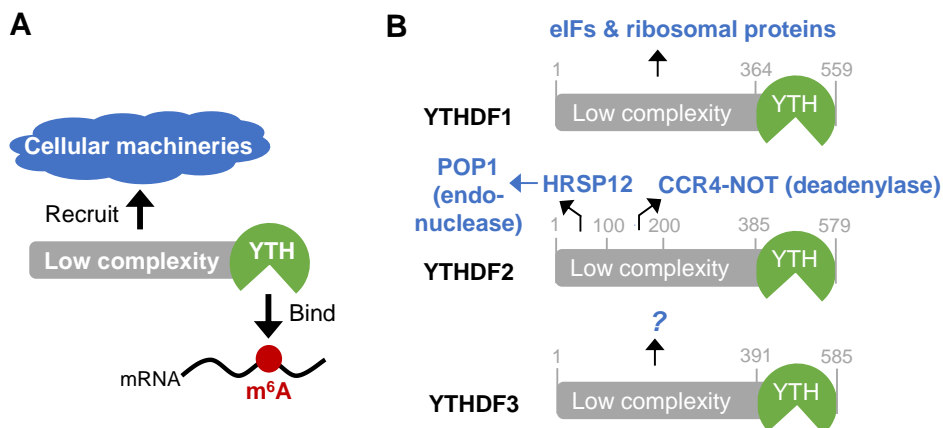 A
Cellular machineries
Recruit
Low complexity
YTH
Bind
mRNA
m⁶A
B
eIFs & ribosomal proteins
1 364 559
YTHDF1
Low complexity
YTH
POP1
(endo-
nuclease)
HRSP12
CCR4-NOT (deadenylase)
1 100 200 385 579
YTHDF2
Low complexity
YTH
?
1 391 585
YTHDF3
Low complexity
YTH